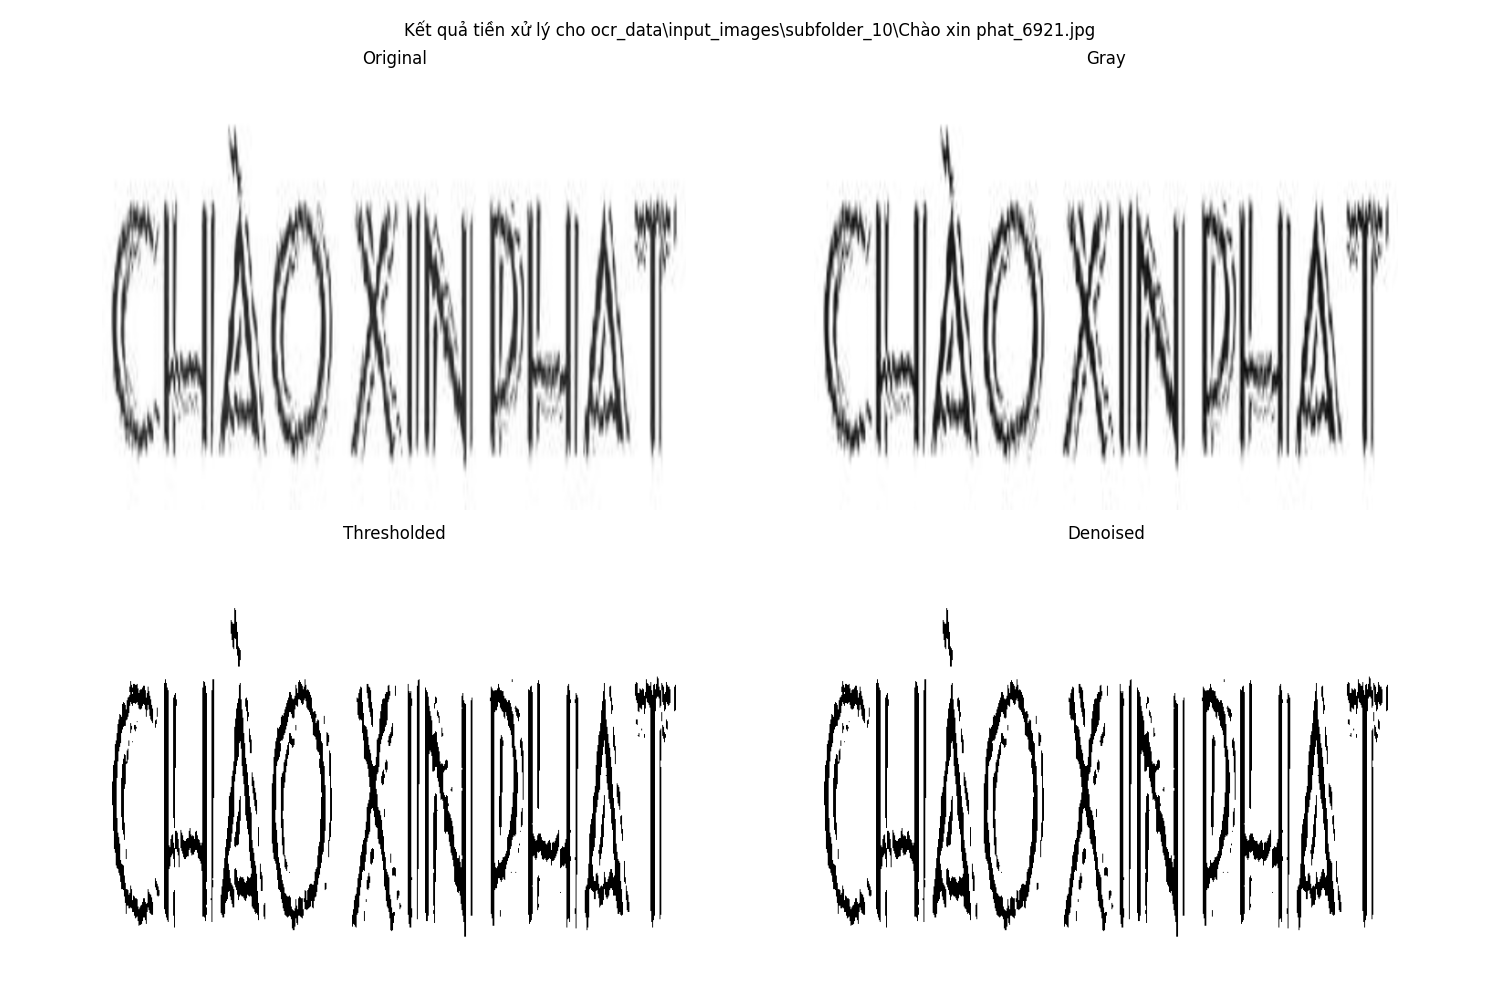 Kết quả tiền xử lý cho ocr_data\input_images\subfolder_10\Chào xin phat_6921.jpg
Original
Gray
CHÀO XIN PHAT
CHÀO XIN PHAT
Thresholded
Denoised
CHÀO XIN PHAT
CHÀO XIN PHAT